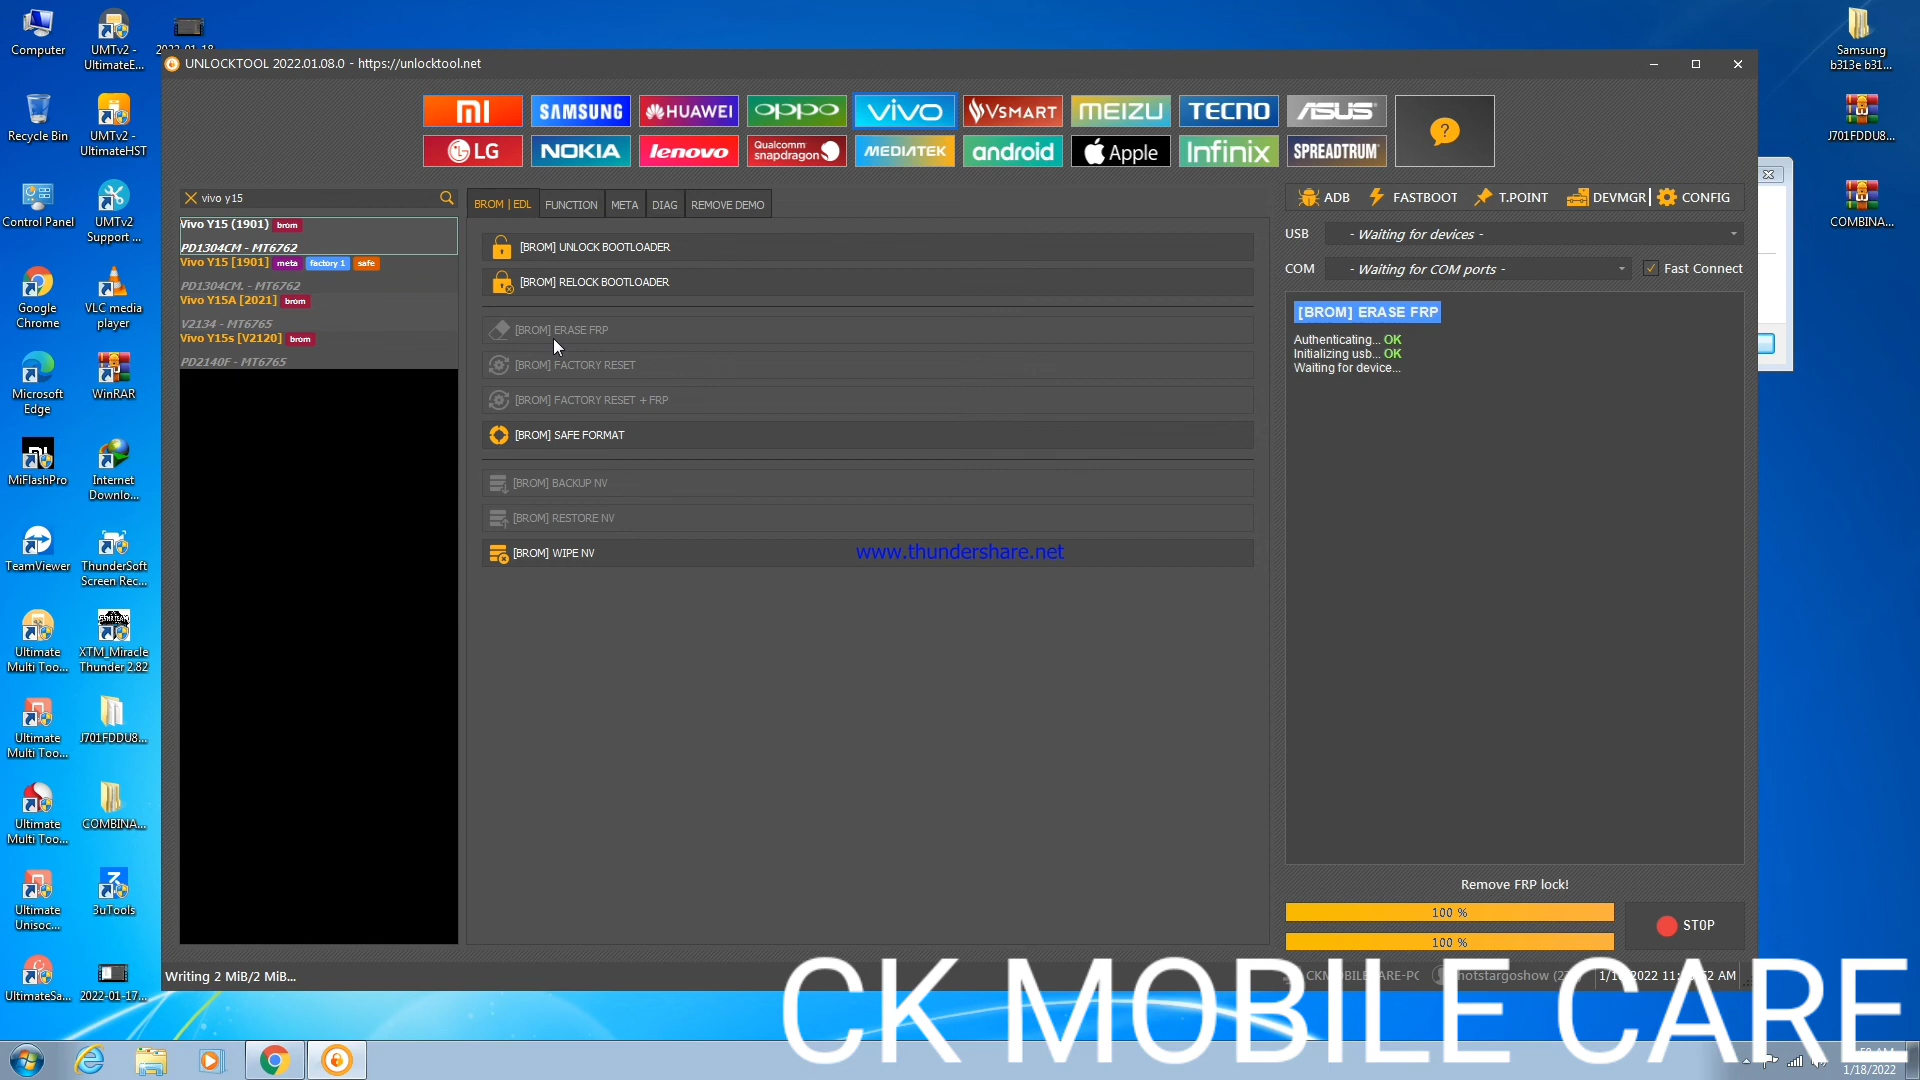 Computer
UMTv2 -
UltimateE...
2022-01-18
Recycle Bin
UMTv2 -
UltimateHST
Control Panel
UMTv2
Support ...
Google
Chrome
VLC media
player
Microsoft
Edge
WinRAR
MiFlashPro
Internet
Downlo...
TeamViewer
ThunderSoft
Screen Rec...
Ultimate
Multi Too...
XTM_Miracle
Thunder 2.82
Ultimate
Multi Too...
J701FDDU8...
Ultimate
Multi Too...
COMBINA...
Ultimate
Unisoc...
3uTools
UltimateSa...
2022-01-17...
UNLOCKTOOL 2022.01.08.0 - https://unlocktool.net
SAMSUNG
HUAWEI
oppo
vivo
VSMART
MEIZU
TECNO
ASUS
LG
NOKIA
lenovo
Qualcomm
snapdragon
MEDIATEK
android
Apple
Infinix
SPREADTRUM
?
vivo y15
Vivo Y15 (1901) brom
PD1304CM - MT6762
Vivo Y15 [1901] meta factory 1 safe
PD1304CM. - MT6762
Vivo Y15A [2021] brom
V2134 - MT6765
Vivo Y15s [V2120] brom
PD2140F - MT6765
BROM | EDL FUNCTION META DIAG REMOVE DEMO
[BROM] UNLOCK BOOTLOADER
[BROM] RELOCK BOOTLOADER
[BROM] ERASE FRP
[BROM] FACTORY RESET
[BROM] FACTORY RESET + FRP
[BROM] SAFE FORMAT
[BROM] BACKUP NV
[BROM] RESTORE NV
[BROM] WIPE NV
www.thundershare.net
ADB FASTBOOT T.POINT DEVMGR CONFIG
USB - Waiting for devices -
COM - Waiting for COM ports - Fast Connect
[BROM] ERASE FRP
Authenticating... OK
Initializing usb... OK
Waiting for device...
Remove FRP lock!
100 %
100 %
STOP
Writing 2 MiB/2 MiB...
Samsung
b313e b31...
J701FDDU8...
COMBINA...
CK MOBILE CARE
1/18/2022